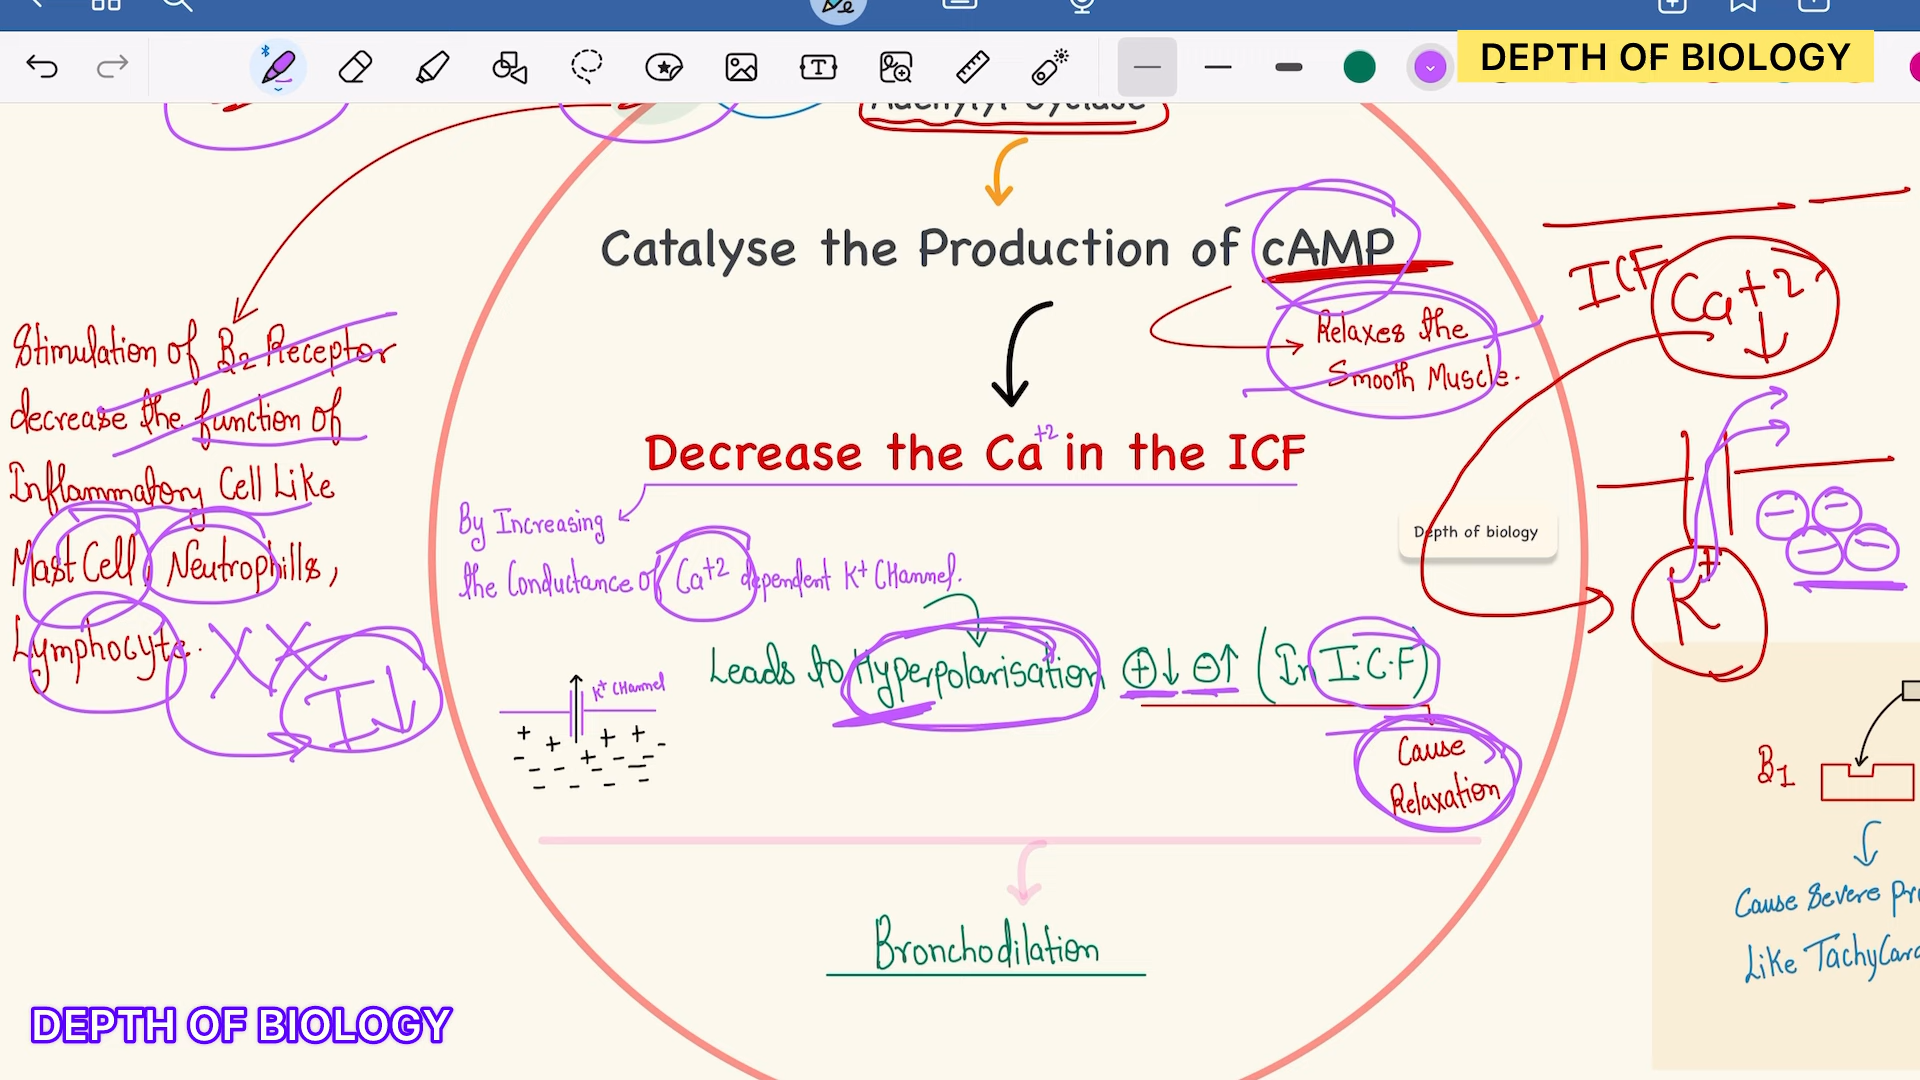 DEPTH OF BIOLOGY
Adenylyl Cyclase
Catalyse the Production of cAMP
Relaxes the
Smooth Muscle.
ICF Ca+2 ↓
Stimulation of B2 Receptor
decrease the function of
Inflammatory Cell Like
Mast Cell, Neutrophills,
Lymphocyte.
I↓
Decrease the Ca+2 in the ICF
By Increasing
the Conductance of Ca+2 dependent K+ CHannel.
Depth of biology
K+
Leads to Hyperpolarisation ⊕↓ ⊖↑ (In I.C.F)
K+ CHannel
Cause
Relaxation
B1
Cause Severe
Like
Bronchodilation
DEPTH OF BIOLOGY